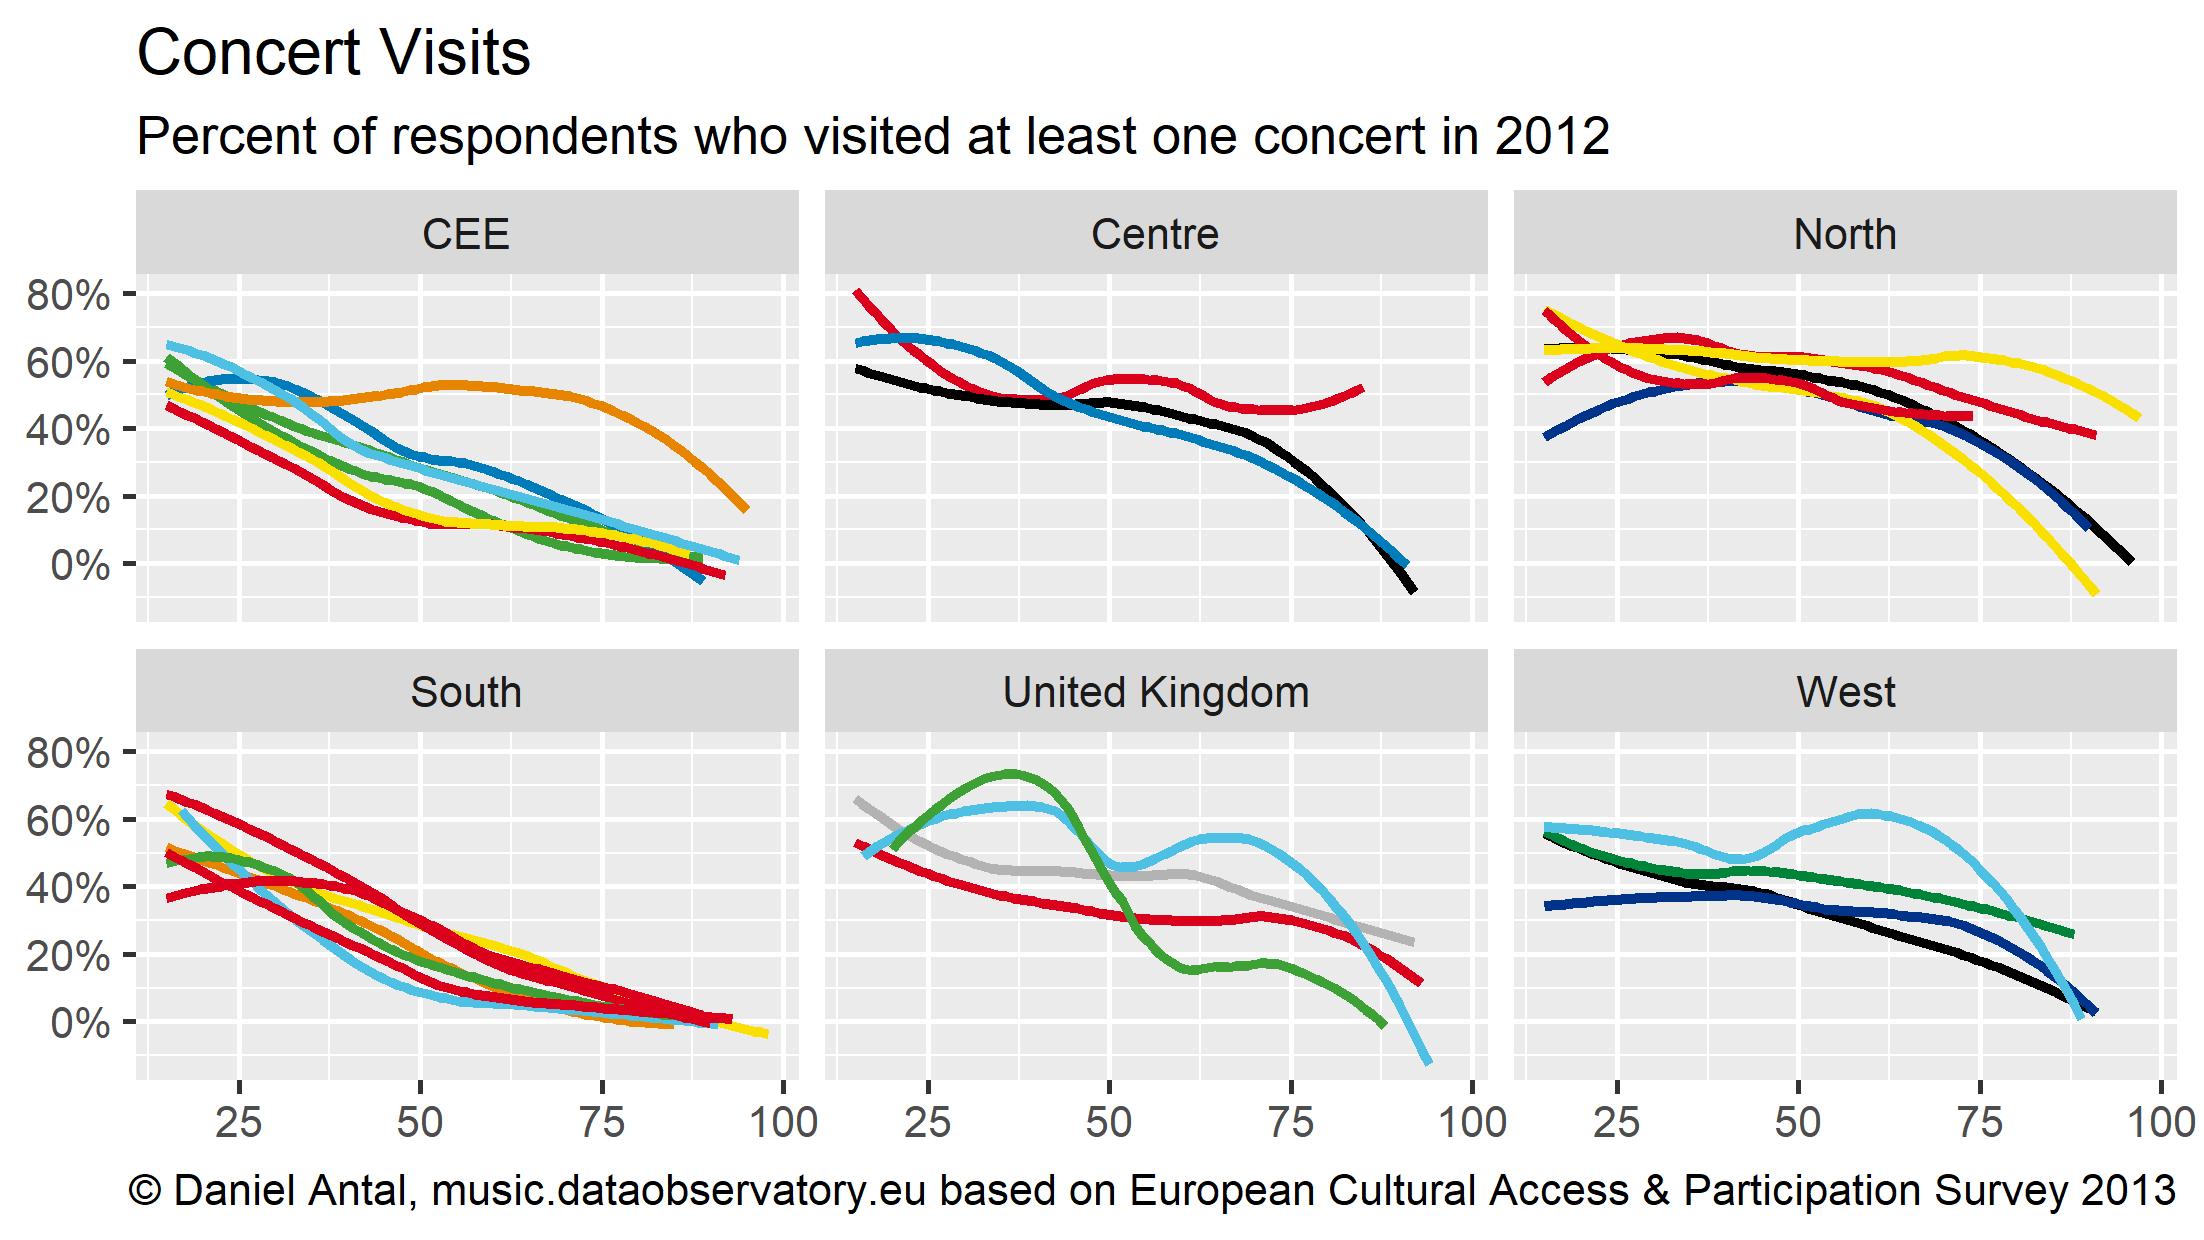 Concert Visits
Percent of respondents who visited at least one concert in 2012
CEE
Centre
North
80%
60%
40%
20%
0%
South
United Kingdom
West
80%
60%
40%
20%
0%
25 50 75 100 25 50 75 100 25 50 75 100
© Daniel Antal, music.dataobservatory.eu based on European Cultural Access & Participation Survey 2013